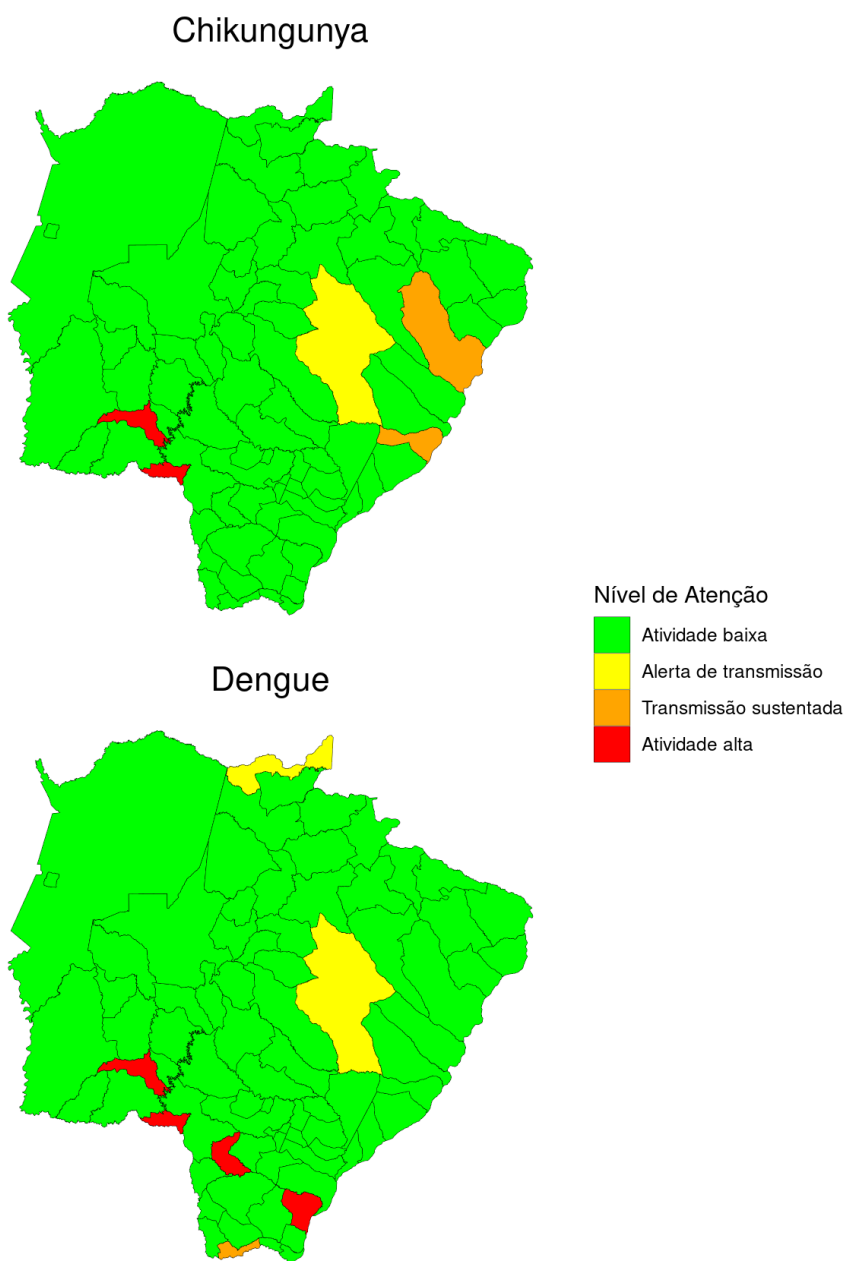 Chikungunya
Nível de Atenção
Atividade baixa
Alerta de transmissão
Transmissão sustentada
Atividade alta
Dengue